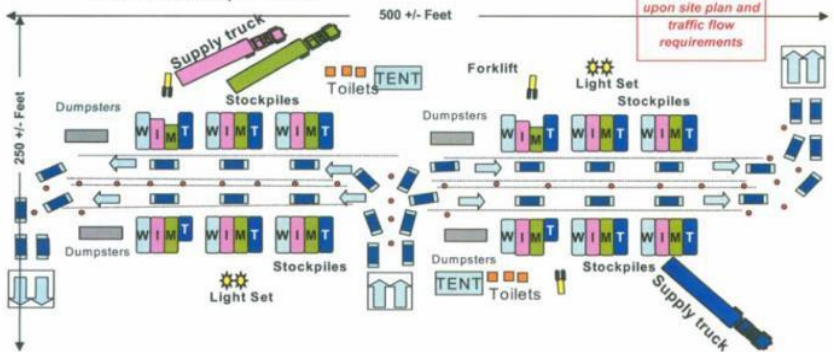 500 +/- Feet
upon site plan and
traffic flow
requirements
250 +/- Feet
Supply truck
Toilets
TENT
Forklift
Light Set
Dumpsters
Stockpiles
Dumpsters
Stockpiles
W I M T
W I M T
W I M T
W I M T
W I M T
W I M T
W I M T
W I M T
W I M T
W I M T
W I M T
W I M T
Dumpsters
Stockpiles
Dumpsters
Stockpiles
Light Set
TENT
Toilets
Supply truck